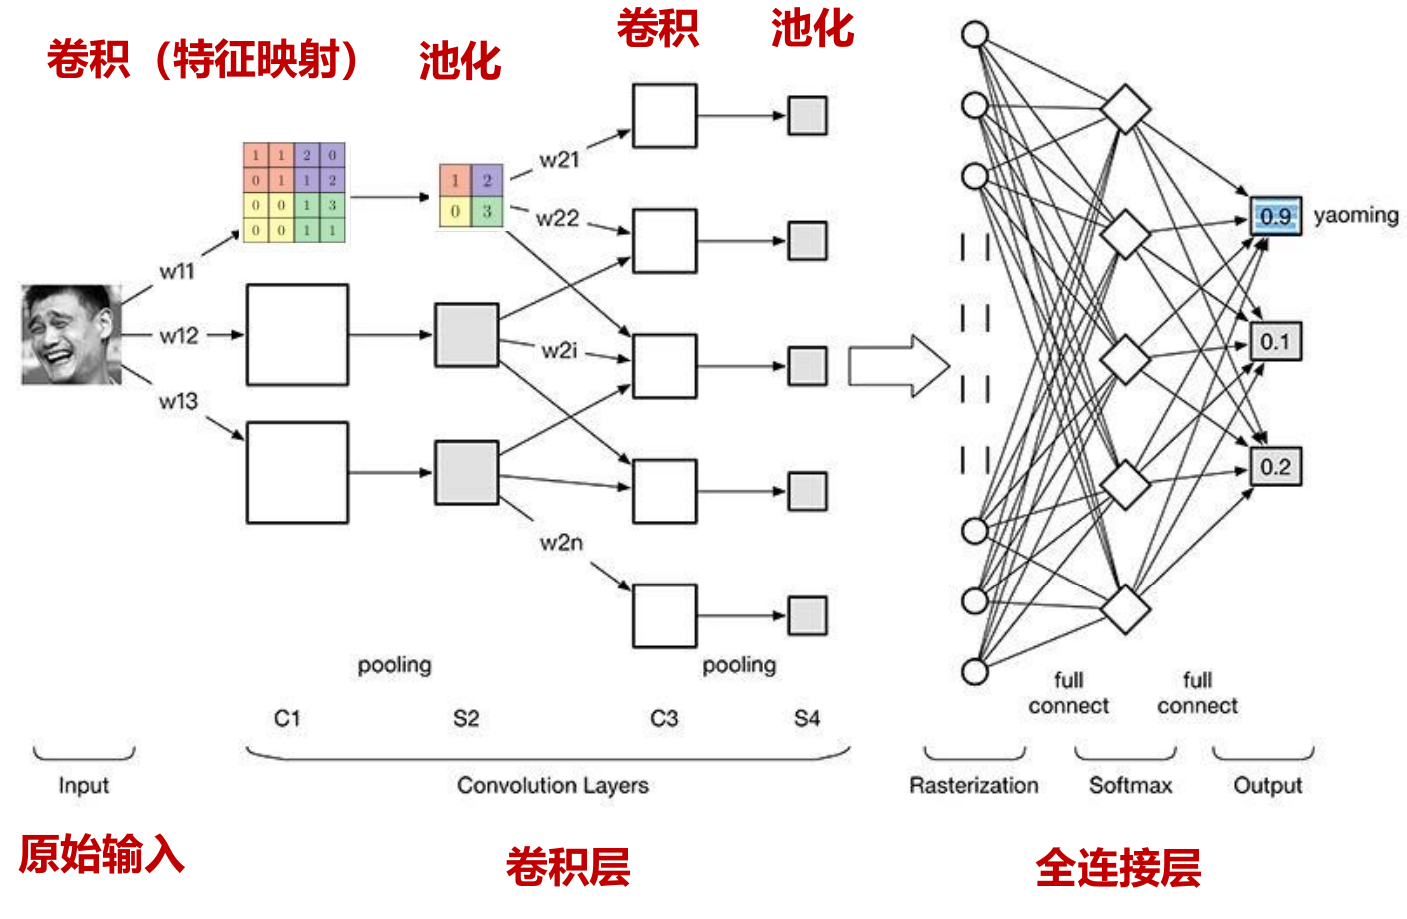 卷积（特征映射）
池化
卷积
池化
1 1 2 0
0 1 1 2
0 0 1 3
0 0 1 1
1 2
0 3
w11
w12
w13
w21
w22
w2i
w2n
0.9
yaoming
0.1
0.2
pooling
pooling
full
connect
full
connect
C1
S2
C3
S4
Input
Convolution Layers
Rasterization
Softmax
Output
原始输入
卷积层
全连接层